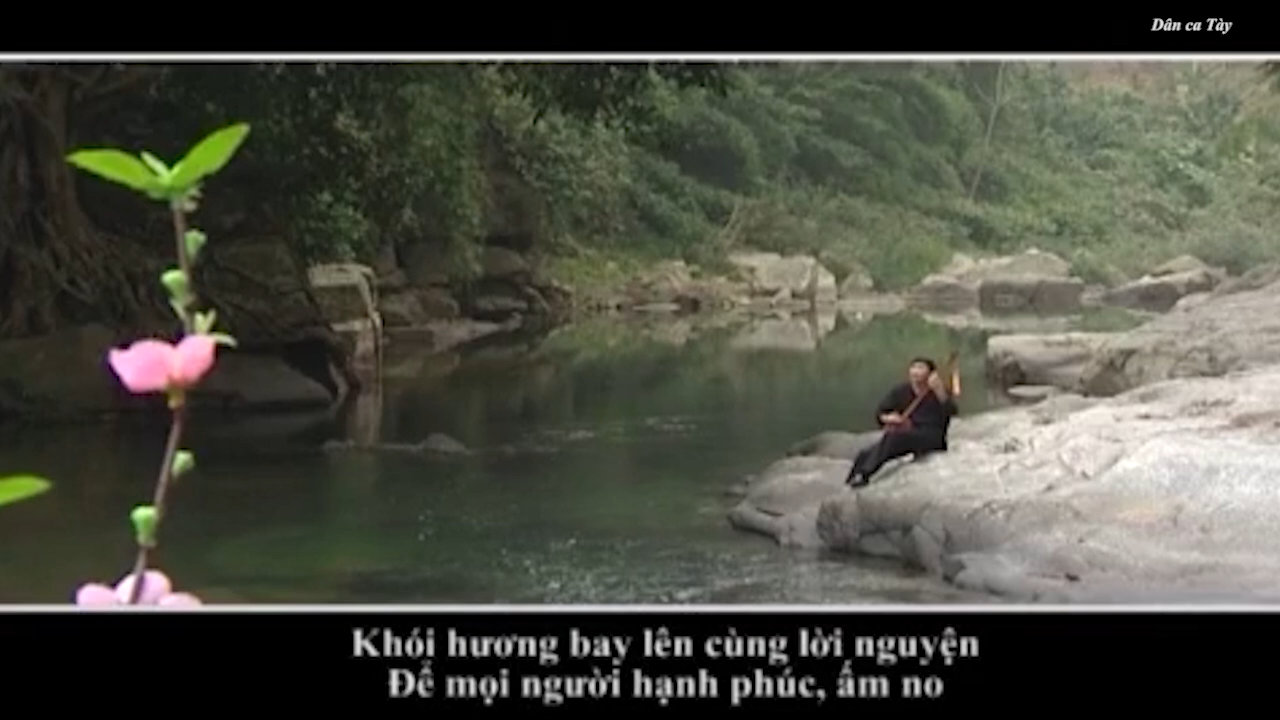 Dân ca Tày
Khói hương bay lên cùng lời nguyện
Để mọi người hạnh phúc, ấm no